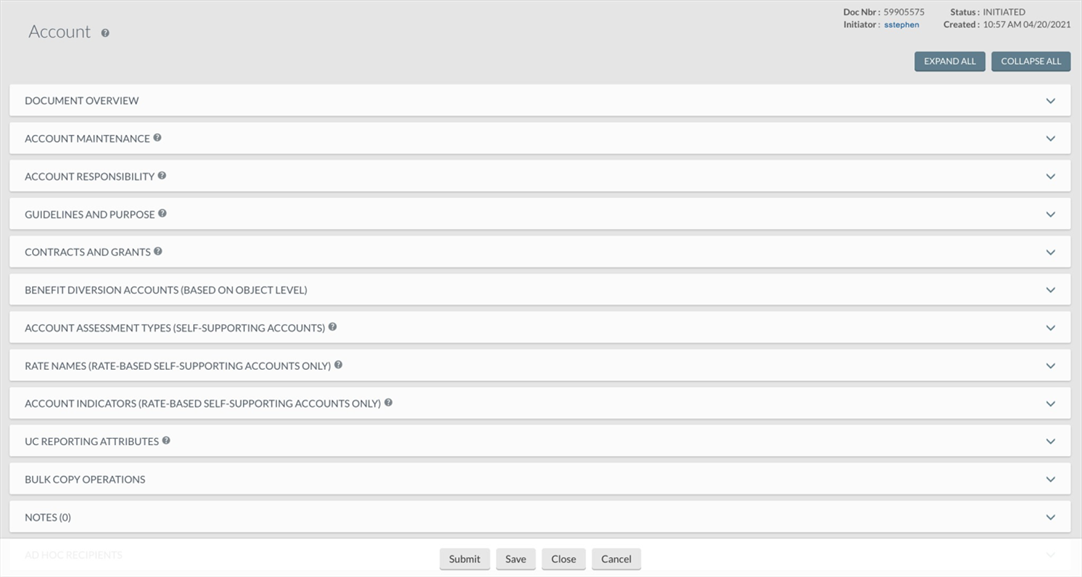 Doc Nbr : 59905575 Status : INITIATED
Account
Initiator : sstephen Created : 10:57 AM 04/20/2021
EXPAND ALL COLLAPSE ALL
DOCUMENT OVERVIEW
ACCOUNT MAINTENANCE
ACCOUNT RESPONSIBILITY
GUIDELINES AND PURPOSE
CONTRACTS AND GRANTS
BENEFIT DIVERSION ACCOUNTS (BASED ON OBJECT LEVEL)
ACCOUNT ASSESSMENT TYPES (SELF-SUPPORTING ACCOUNTS)
RATE NAMES (RATE-BASED SELF-SUPPORTING ACCOUNTS ONLY)
ACCOUNT INDICATORS (RATE-BASED SELF-SUPPORTING ACCOUNTS ONLY)
UC REPORTING ATTRIBUTES
BULK COPY OPERATIONS
NOTES (0)
AD HOC RECIPIENTS
Submit Save Close Cancel